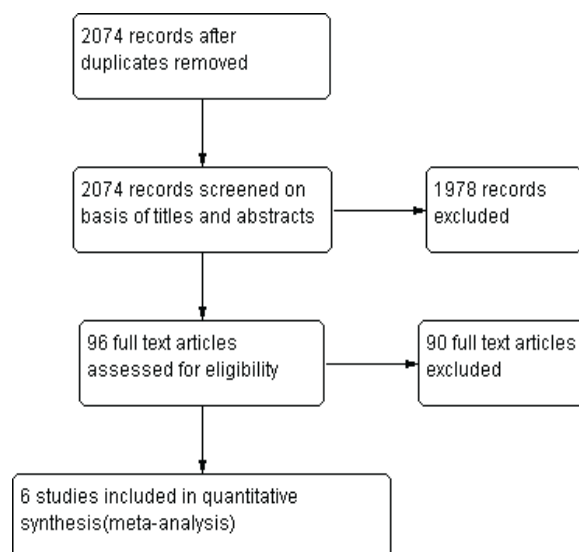 2074 records after
duplicates removed
2074 records screened on
basis of titles and abstracts
1978 records
excluded
96 full text articles
assessed for eligibility
90 full text articles
excluded
6 studies included in quantitative
synthesis(meta-analysis)